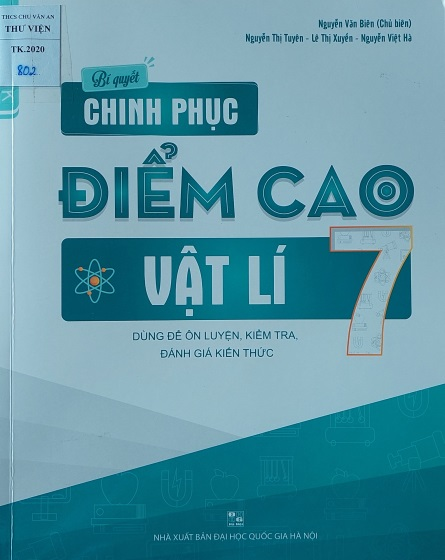 THCS CHU VĂN AN
THƯ VIỆN
TK.2020
802
Nguyễn Văn Biên (Chủ biên)
Nguyễn Thị Tuyên - Lê Thị Xuyến - Nguyễn Việt Hà
Bí quyết
CHINH PHỤC
ĐIỂM CAO
VẬT LÍ 7
DÙNG ĐỂ ÔN LUYỆN, KIỂM TRA,
ĐÁNH GIÁ KIẾN THỨC
NHÀ XUẤT BẢN ĐẠI HỌC QUỐC GIA HÀ NỘI